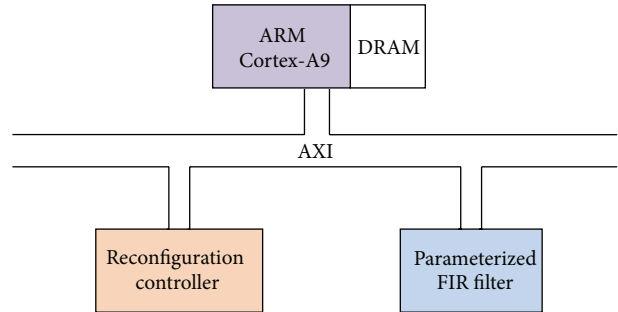 ARM
Cortex-A9
DRAM
AXI
Reconfiguration
controller
Parameterized
FIR filter